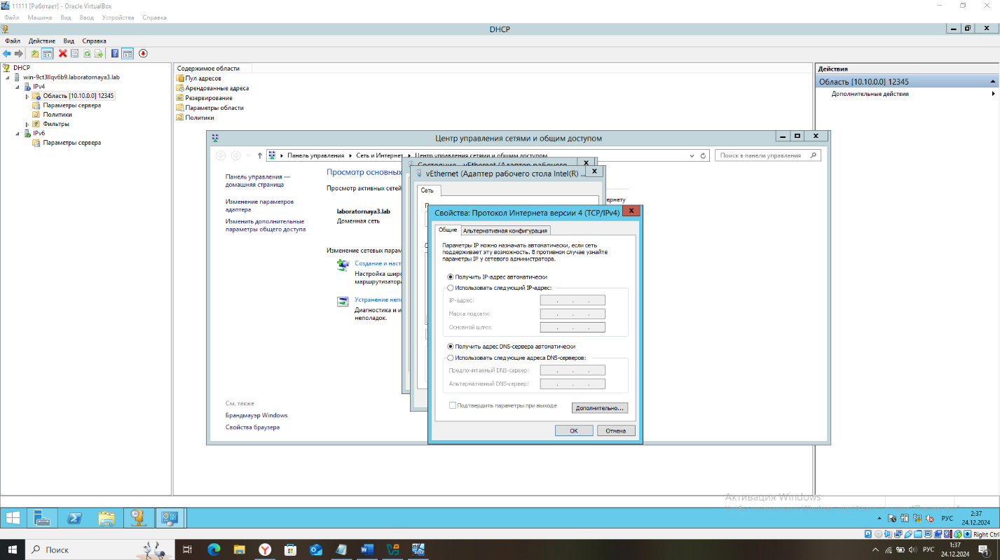 11111 [Работает] - Oracle VirtualBox
Файл Машина Вид Ввод Устройства Справка
DHCP
Файл Действие Вид Справка
DHCP
win-9ct3llqv6b9.laboratornaya3.lab
IPv4
Область [10.10.0.0] 12345
Параметры сервера
Политики
Фильтры
IPv6
Параметры сервера
Содержимое области
Пул адресов
Арендованные адреса
Резервирование
Параметры области
Политики
Действия
Область [10.10.0.0] 12345
Дополнительные действия
Центр управления сетями и общим доступом
Панель управления Сеть и Интернет Центр управления сетями и общим доступом
Поиск в панели управления
Панель управления —
домашняя страница
Изменение параметров
адаптера
Изменить дополнительные
параметры общего доступа
См. также
Брандмауэр Windows
Свойства браузера
Просмотр основных
Просмотр активных сетей
laboratornaya3.lab
Доменная сеть
Изменение сетевых парам
Создание и наст
Настройка широ
маршрутизатора
Устранение непо
Диагностика и и
неполадок.
ернету
Состояние - vEthernet (Адаптер рабочего
vEthernet (Адаптер рабочего стола Intel(R) ...
Сеть
Свойства: Протокол Интернета версии 4 (TCP/IPv4)
Общие Альтернативная конфигурация
Параметры IP можно назначать автоматически, если сеть
поддерживает эту возможность. В противном случае узнайте
параметры IP у сетевого администратора.
Получить IP-адрес автоматически
Использовать следующий IP-адрес:
IP-адрес:
Маска подсети:
Основной шлюз:
Получить адрес DNS-сервера автоматически
Использовать следующие адреса DNS-серверов:
Предпочитаемый DNS-сервер:
Альтернативный DNS-сервер:
Подтвердить параметры при выходе
Дополнительно...
ОК Отмена
Активация Windows
РУС
2:37
24.12.2024
Right Ctrl
Поиск
РУС
1:37
24.12.2024